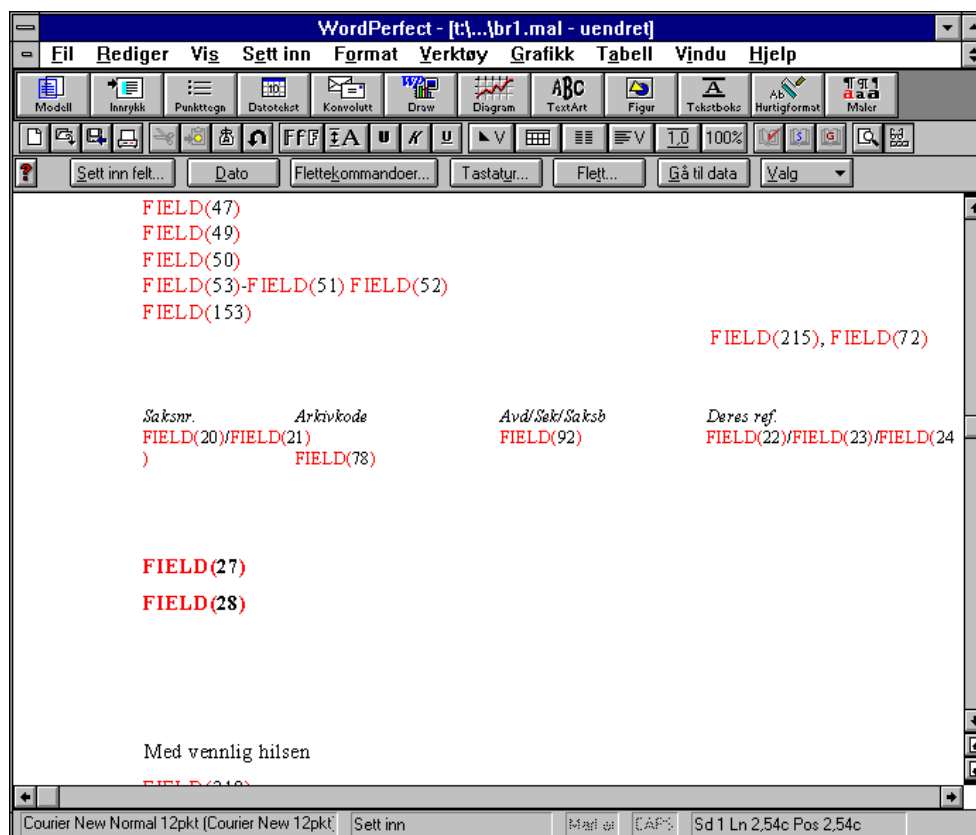 WordPerfect - [t:\...\br1.mal - uendret]
Fil Rediger Vis Sett inn Format Verktøy Grafikk Tabell Vindu Hjelp
Modell Innrykk Punkttegn Datotekst Konvolutt Draw Diagram TextArt Figur Tekstboks Hurtigformat Maler
1,0 100%
Sett inn felt... Dato Flettekommandoer... Tastatur... Flett... Gå til data Valg
FIELD(47)
FIELD(49)
FIELD(50)
FIELD(53)-FIELD(51) FIELD(52)
FIELD(153)
FIELD(215), FIELD(72)
Saksnr. Arkivkode Avd/Sek/Saksb Deres ref.
FIELD(20)/FIELD(21) FIELD(92) FIELD(22)/FIELD(23)/FIELD(24
) FIELD(78)
FIELD(27)
FIELD(28)
Med vennlig hilsen
Courier New Normal 12pkt (Courier New 12pkt) Sett inn CAPS Sd 1 Ln 2,54c Pos 2,54c